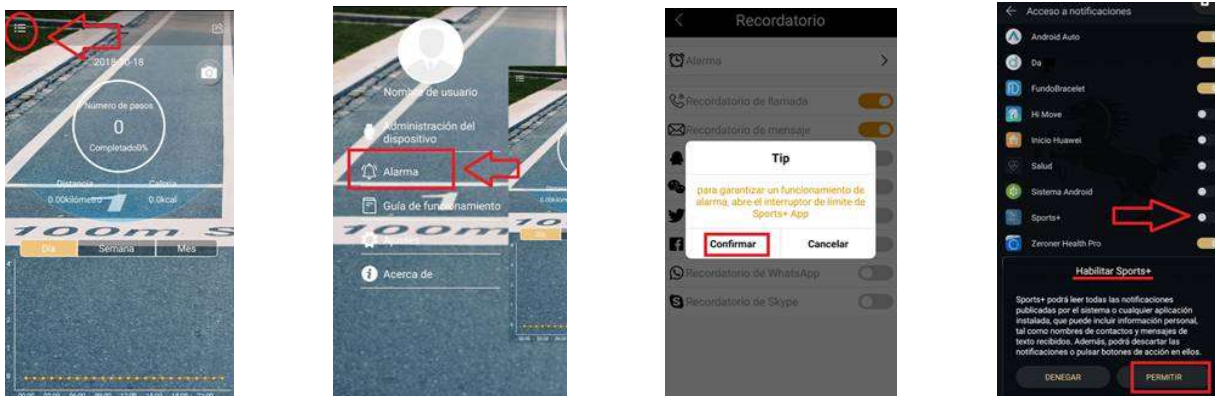 2018-10-18
Número de pasos
0
Completado0%
Distancia
Caloría
0.00kilómetro
0.0kcal
100m S
Día
Semana
Mes
Nombre de usuario
Administración del
dispositivo
Alarma
Guía de funcionamiento
100m
Ajustes
Acerca de
Recordatorio
Alarma
Recordatorio de llamada
Recordatorio de mensaje
Tip
para garantizar un funcionamiento de
alarma, abre el interruptor de límite de
Sports+ App
Confirmar
Cancelar
Recordatorio de WhatsApp
Recordatorio de Skype
Acceso a notificaciones
Android Auto
Da
FundoBracelet
Hi Move
Inicio Huawei
Salud
Sistema Android
Sports+
Zeroner Health Pro
Habilitar Sports+
Sports+ podrá leer todas las notificaciones
publicadas por el sistema o cualquier aplicación
instalada, que puede incluir información personal,
tal como nombres de contactos y mensajes de
texto recibidos. Además, podrá descartar las
notificaciones o pulsar botones de acción en ellos.
DENEGAR
PERMITIR